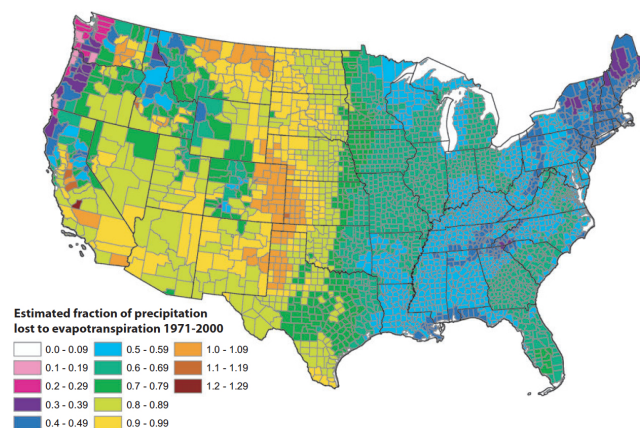 Estimated fraction of precipitation
lost to evapotranspiration 1971-2000
0.0 - 0.09 0.5 - 0.59 1.0 - 1.09
0.1 - 0.19 0.6 - 0.69 1.1 - 1.19
0.2 - 0.29 0.7 - 0.79 1.2 - 1.29
0.3 - 0.39 0.8 - 0.89
0.4 - 0.49 0.9 - 0.99